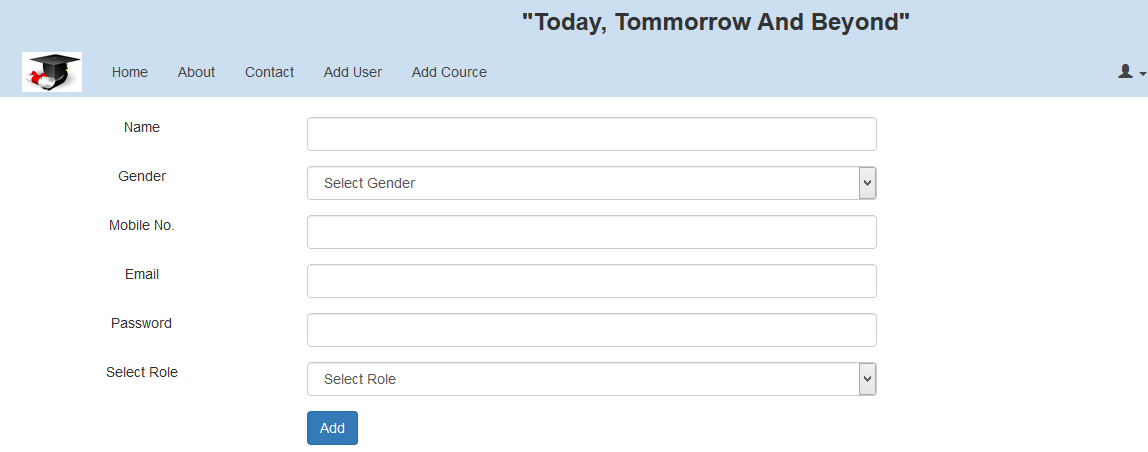 "Today, Tommorrow And Beyond"
Home About Contact Add User Add Cource
Name
Gender Select Gender
Mobile No.
Email
Password
Select Role Select Role
Add